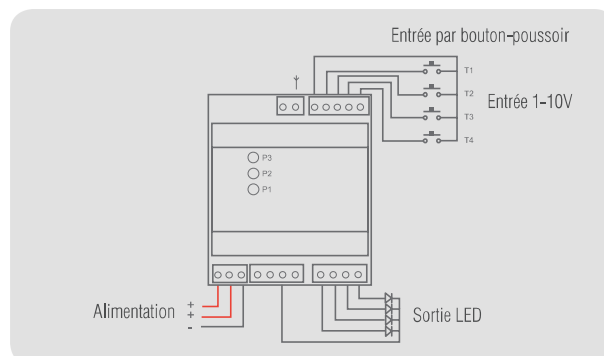 Entrée par bouton-poussoir
T1
T2
Entrée 1-10V
T3
T4
P3
P2
P1
Alimentation
+
+
-
Sortie LED